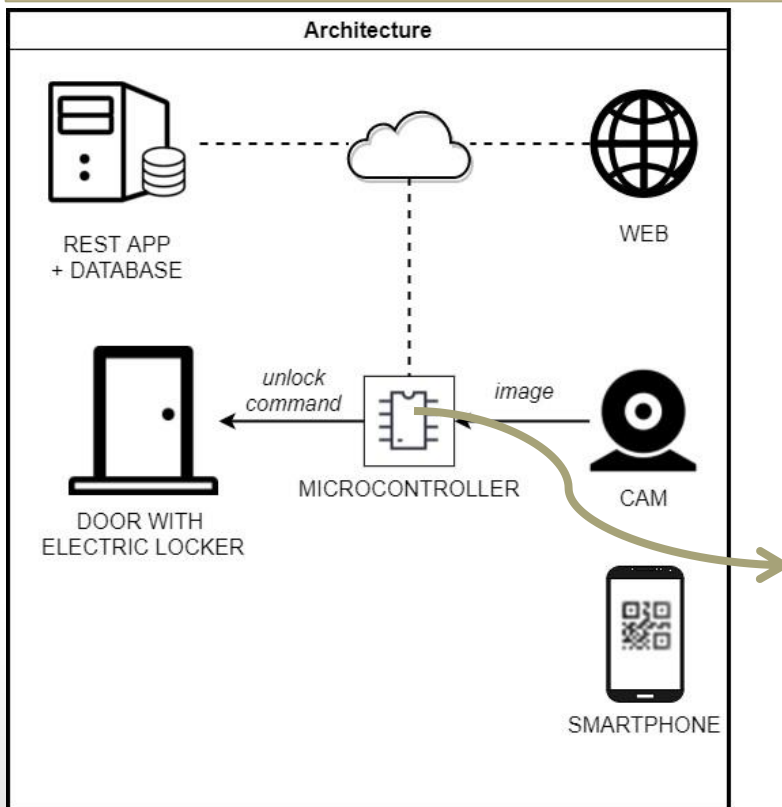 Architecture
REST APP
+ DATABASE
WEB
unlock
command
image
MICROCONTROLLER
CAM
DOOR WITH
ELECTRIC LOCKER
SMARTPHONE